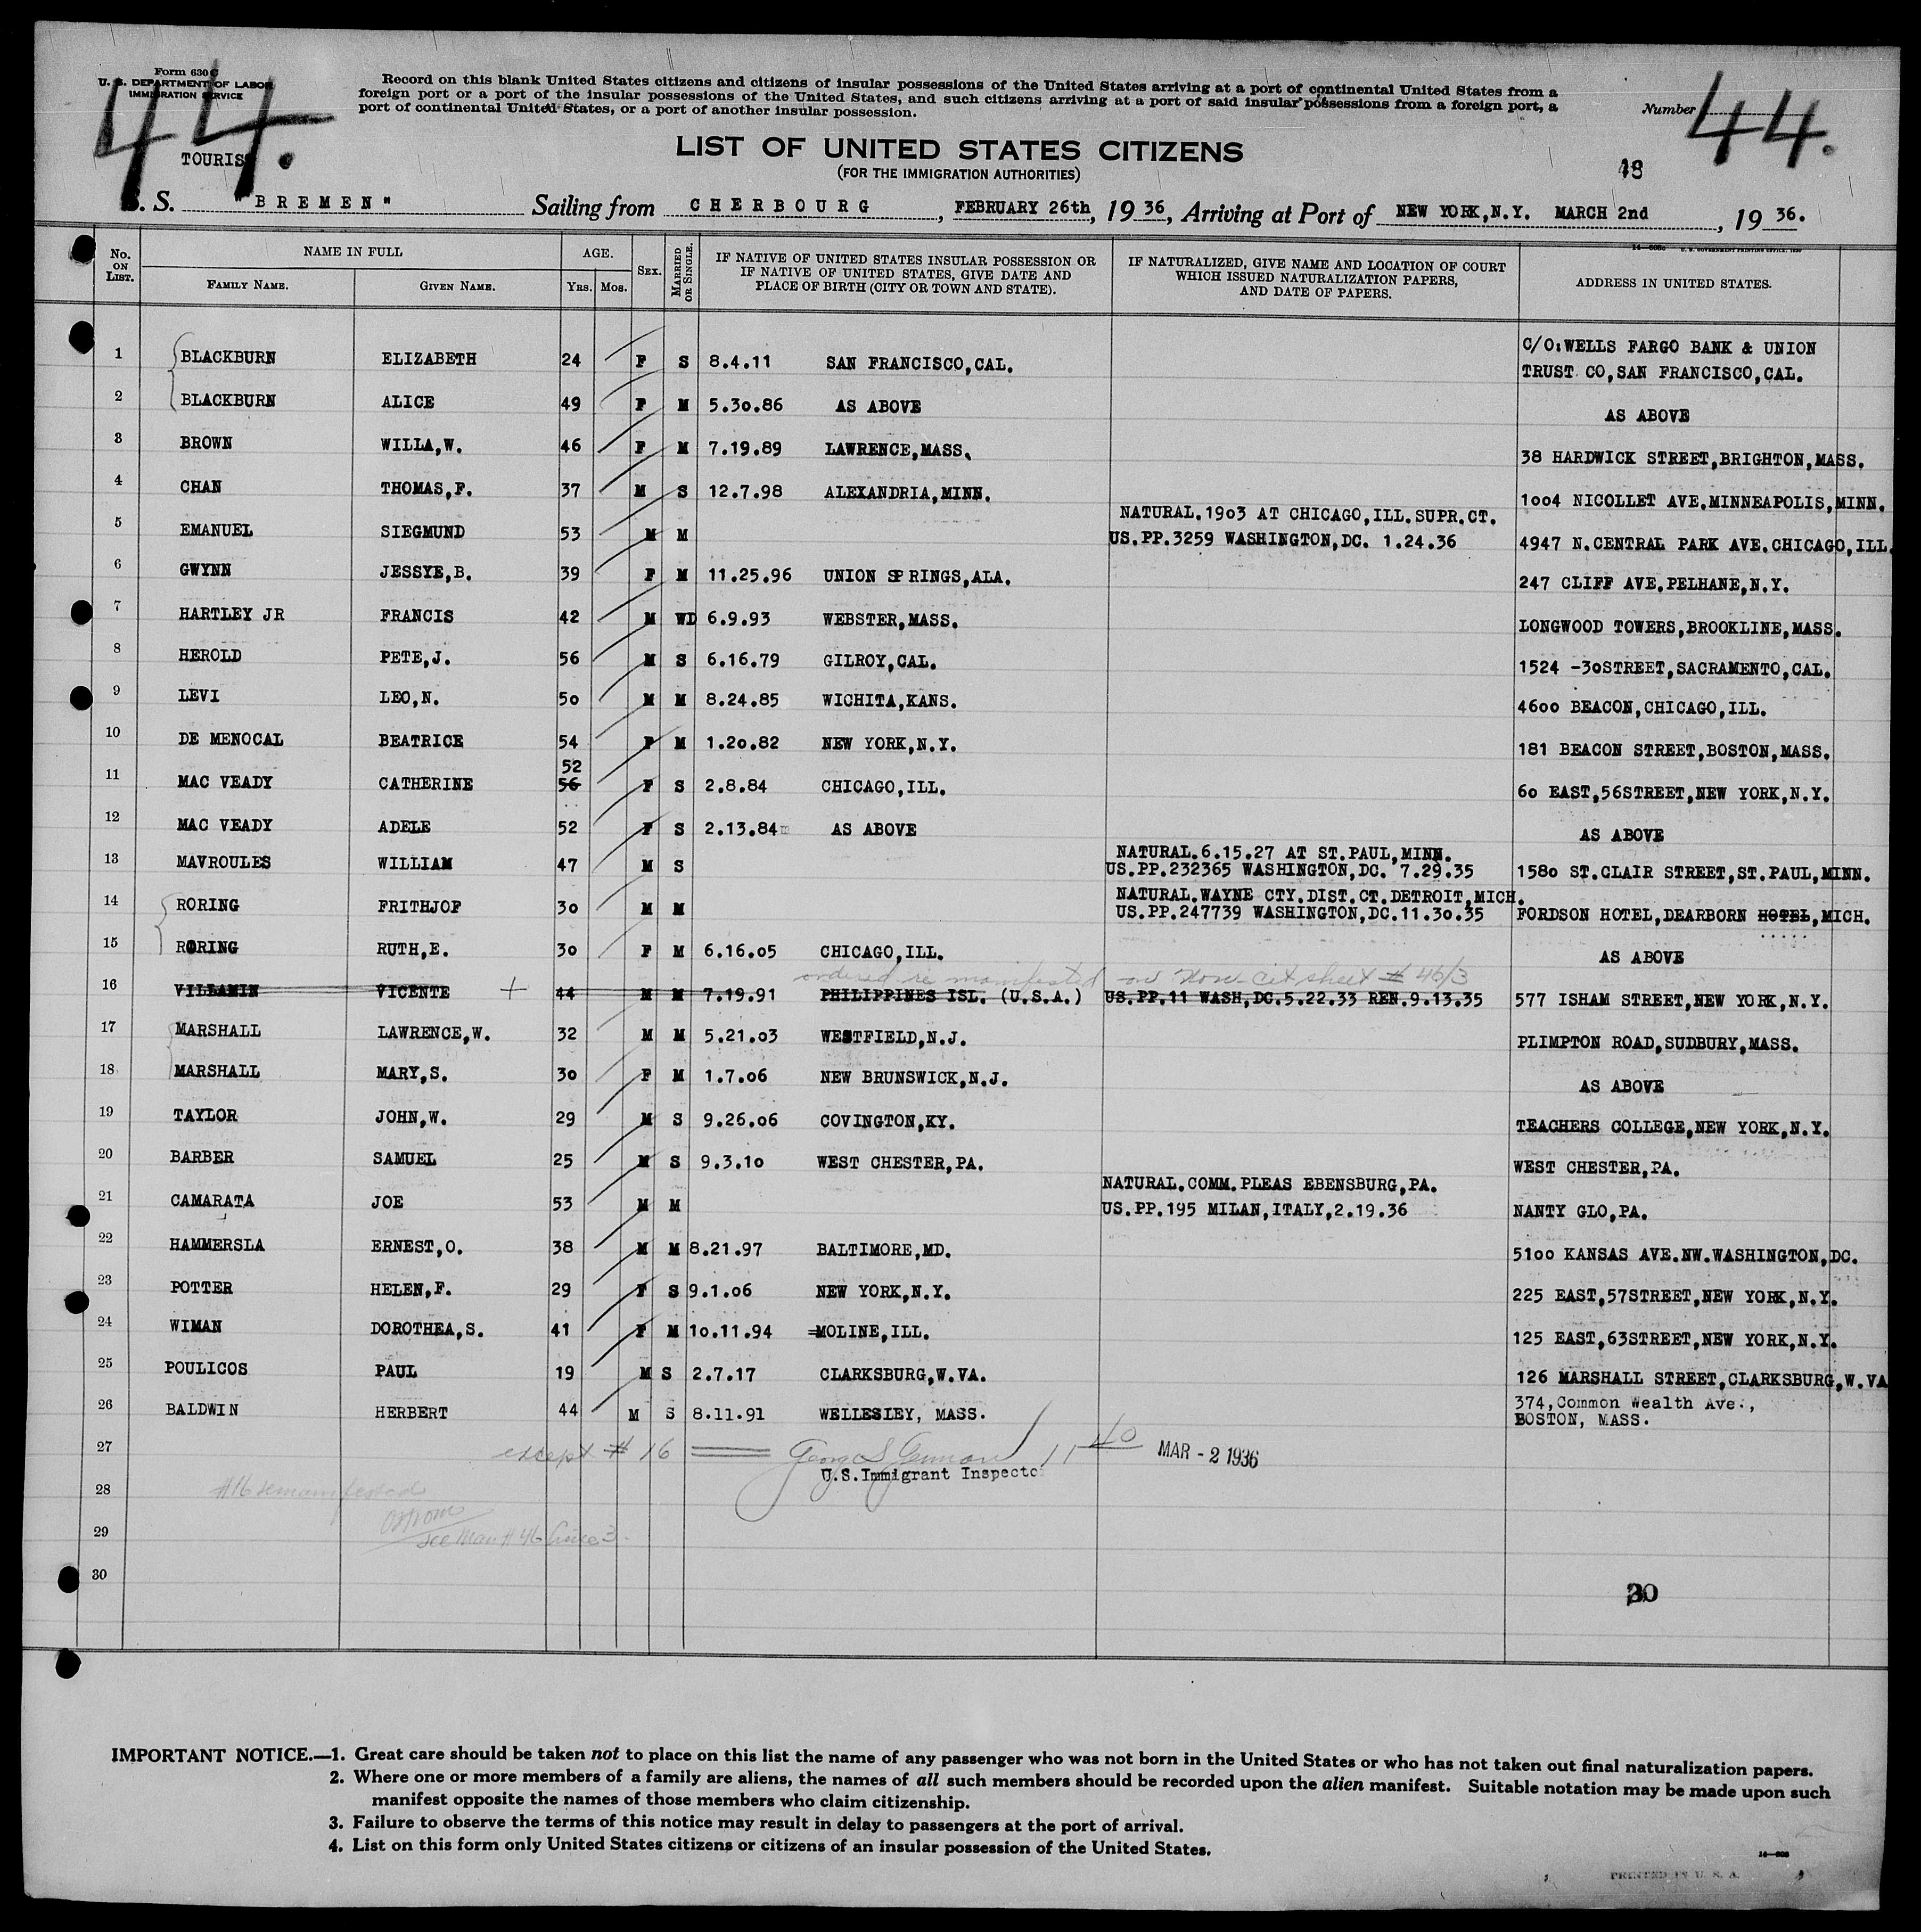 Form 630 C
U. S. DEPARTMENT OF LABOR
IMMIGRATION SERVICE
44.
TOURIST
Record on this blank United States citizens and citizens of insular possessions of the United States arriving at a port of continental United States from a
foreign port or a port of the insular possessions of the United States, and such citizens arriving at a port of said insular possessions from a foreign port, a
port of continental United States, or a port of another insular possession.
Number 44.
LIST OF UNITED STATES CITIZENS
(FOR THE IMMIGRATION AUTHORITIES)
S. S. "BREMEN" Sailing from CHERBOURG, FEBRUARY 26th, 1936, Arriving at Port of NEW YORK,N.Y. MARCH 2nd, 1936.
No. ON LIST. NAME IN FULL FAMILY NAME. GIVEN NAME. AGE. YRS. MOS. SEX. MARRIED OR SINGLE. IF NATIVE OF UNITED STATES INSULAR POSSESSION OR IF NATIVE OF UNITED STATES, GIVE DATE AND PLACE OF BIRTH (CITY OR TOWN AND STATE). IF NATURALIZED, GIVE NAME AND LOCATION OF COURT WHICH ISSUED NATURALIZATION PAPERS, AND DATE OF PAPERS. ADDRESS IN UNITED STATES.
1 BLACKBURN ELIZABETH 24 F S 8.4.11 SAN FRANCISCO,CAL. C/O:WELLS FARGO BANK & UNION
TRUST CO,SAN FRANCISCO,CAL.
2 BLACKBURN ALICE 49 F M 5.30.86 AS ABOVE AS ABOVE
3 BROWN WILLA,W. 46 F M 7.19.89 LAWRENCE,MASS. 38 HARDWICK STREET,BRIGHTON,MASS.
4 CHAN THOMAS,F. 37 M S 12.7.98 ALEXANDRIA,MINN. 1004 NICOLLET AVE.MINNEAPOLIS,MINN.
NATURAL.1903 AT CHICAGO,ILL.SUPR.CT.
5 EMANUEL SIEGMUND 53 M M US.PP.3259 WASHINGTON,DC. 1.24.36 4947 N.CENTRAL PARK AVE.CHICAGO,ILL.
6 GWYNN JESSYE,B. 39 F M 11.25.96 UNION SPRINGS,ALA. 247 CLIFF AVE.PELHANE,N.Y.
7 HARTLEY JR FRANCIS 42 M WD 6.9.93 WEBSTER,MASS. LONGWOOD TOWERS,BROOKLINE,MASS.
8 HEROLD PETE,J. 56 M S 6.16.79 GILROY,CAL. 1524 -30STREET,SACRAMENTO,CAL.
9 LEVI LEO,N. 50 M M 8.24.85 WICHITA,KANS. 4600 BEACON,CHICAGO,ILL.
10 DE MENOCAL BEATRICE 54 F M 1.20.82 NEW YORK,N.Y. 181 BEACON STREET,BOSTON,MASS.
52
11 MAC VEADY CATHERINE 56 F S 2.8.84 CHICAGO,ILL. 60 EAST,56STREET,NEW YORK,N.Y.
12 MAC VEADY ADELE 52 F S 2.13.84 AS ABOVE AS ABOVE
NATURAL.6.15.27 AT ST.PAUL,MINN.
13 MAVROULES WILLIAM 47 M S US.PP.232365 WASHINGTON,DC. 7.29.35 1580 ST.CLAIR STREET,ST.PAUL,MINN.
NATURAL.WAYNE CTY.DIST.CT.DETROIT,MICH.
14 RORING FRITHJOF 30 M M US.PP.247739 WASHINGTON,DC.11.30.35 FORDSON HOTEL,DEARBORN HOTEL,MICH.
15 RORING RUTH,E. 30 F M 6.16.05 CHICAGO,ILL. AS ABOVE
ordered re manifested on Non-Cit sheet # 46/3
16 VILLAMIN VICENTE + 44 M M 7.19.91 PHILIPPINES ISL. (U.S.A.) US.PP.11 WASH,DC.5.22.33 REN.9.13.35 577 ISHAM STREET,NEW YORK,N.Y.
17 MARSHALL LAWRENCE,W. 32 M M 5.21.03 WESTFIELD,N.J. PLIMPTON ROAD,SUDBURY,MASS.
18 MARSHALL MARY,S. 30 F M 1.7.06 NEW BRUNSWICK,N.J. AS ABOVE
19 TAYLOR JOHN,W. 29 M S 9.26.06 COVINGTON,KY. TEACHERS COLLEGE,NEW YORK,N.Y.
20 BARBER SAMUEL 25 M S 9.3.10 WEST CHESTER,PA. WEST CHESTER,PA.
NATURAL.COMM.PLEAS EBENSBURG,PA.
21 CAMARATA JOE 53 M M US.PP.195 MILAN,ITALY,2.19.36 NANTY GLO,PA.
22 HAMMERSLA ERNEST,O. 38 M M 8.21.97 BALTIMORE,MD. 5100 KANSAS AVE.NW.WASHINGTON,DC.
23 POTTER HELEN,F. 29 F S 9.1.06 NEW YORK,N.Y. 225 EAST,57STREET,NEW YORK,N.Y.
24 WIMAN DOROTHEA,S. 41 F M 10.11.94 MOLINE,ILL. 125 EAST,63STREET,NEW YORK,N.Y.
25 POULICOS PAUL 19 M S 2.7.17 CLARKSBURG,W.VA. 126 MARSHALL STREET,CLARKSBURG,W.VA
26 BALDWIN HERBERT 44 M S 8.11.91 WELLESLEY, MASS. 374,Common Wealth Ave.,
BOSTON, MASS.
27 except # 16 MAR - 2 1936
U.S.Immigrant Inspector
28 #16 remanifested
29 see Man # 46 Line 3.
30
20
IMPORTANT NOTICE.—1. Great care should be taken not to place on this list the name of any passenger who was not born in the United States or who has not taken out final naturalization papers.
2. Where one or more members of a family are aliens, the names of all such members should be recorded upon the alien manifest. Suitable notation may be made upon such
manifest opposite the names of those members who claim citizenship.
3. Failure to observe the terms of this notice may result in delay to passengers at the port of arrival.
4. List on this form only United States citizens or citizens of an insular possession of the United States.
PRINTED IN U. S. A.